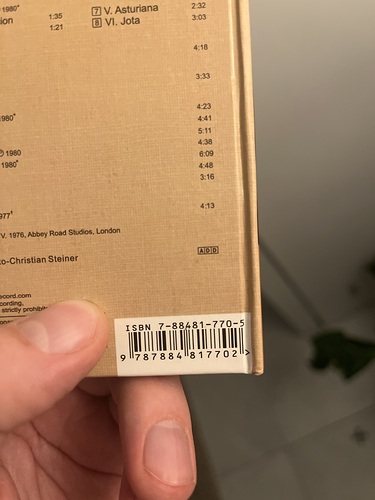 1980*
ion 1:35
1:21
7 V. Asturiana 2:32
8 VI. Jota 3:03
4:18
3:33
4:23
980* 4:41
5:11
4:38
℗ 1980 6:09
1980* 4:48
3:16
977† 4:13
V. 1976, Abbey Road Studios, London
to-Christian Steiner
ADD
ecord.com
cording,
strictly prohibit
ISBN 7-88481-770-5
9 787884 817702 >